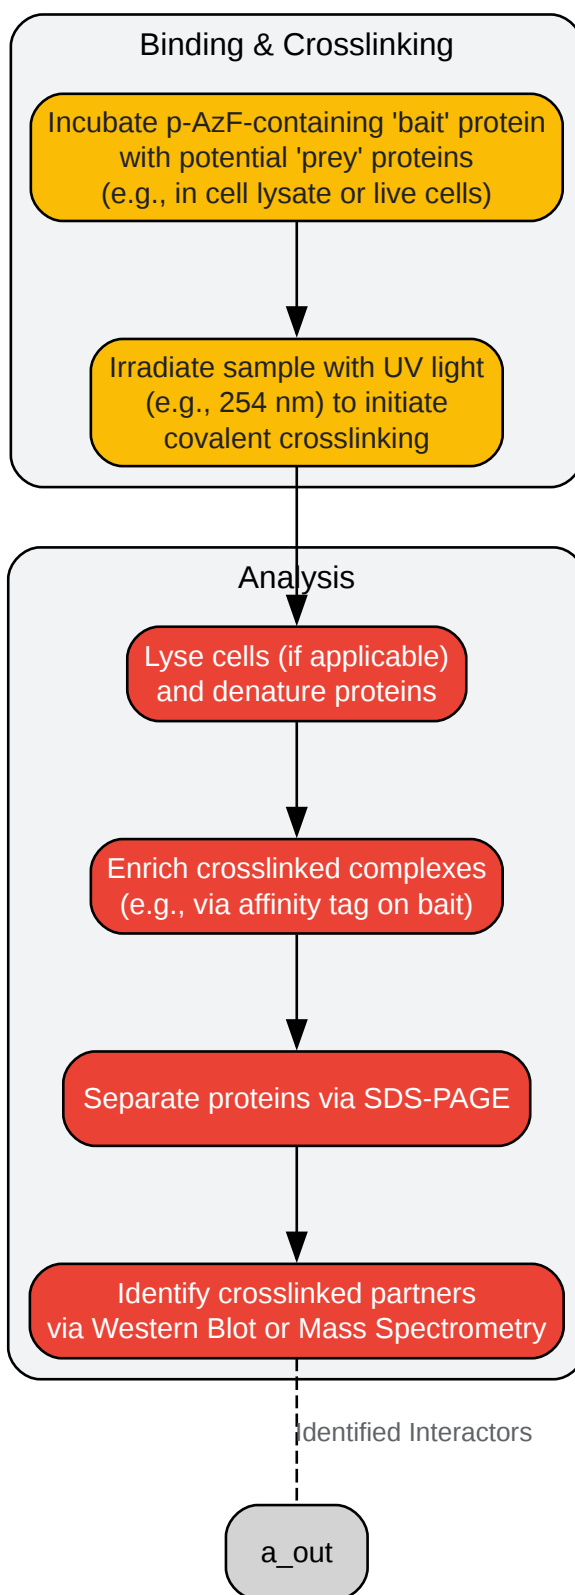 Binding & Crosslinking
Incubate p-AzF-containing 'bait' protein
with potential 'prey' proteins
(e.g., in cell lysate or live cells)
Irradiate sample with UV light
(e.g., 254 nm) to initiate
covalent crosslinking
Analysis
Lyse cells (if applicable)
and denature proteins
Enrich crosslinked complexes
(e.g., via affinity tag on bait)
Separate proteins via SDS-PAGE
Identify crosslinked partners
via Western Blot or Mass Spectrometry
Identified Interactors
a_out